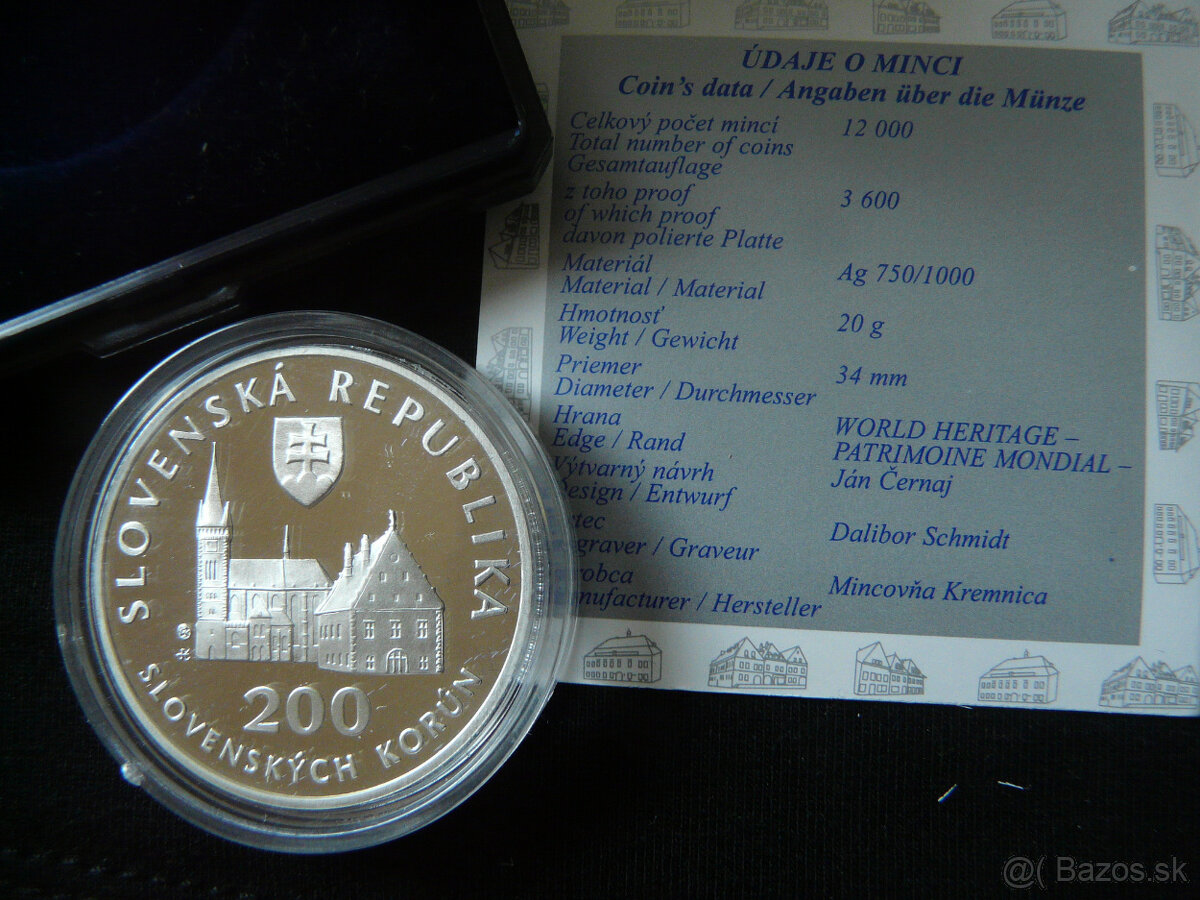 ÚDAJE O MINCI
Coin's data / Angaben über die Münze
Celkový počet mincí 12 000
Total number of coins
Gesamtauflage
z toho proof 3 600
of which proof
davon polierte Platte
Materiál Ag 750/1000
Material / Material
Hmotnosť 20 g
Weight / Gewicht
Priemer 34 mm
Diameter / Durchmesser
Hrana WORLD HERITAGE –
Edge / Rand PATRIMOINE MONDIAL –
Výtvarný návrh Ján Černaj
Design / Entwurf
Dalibor Schmidt
/ Graveur
Mincovňa Kremnica
/ Hersteller
SLOVENSKÁ REPUBLIKA
200
SLOVENSKÝCH KORÚN
@( Bazos.sk